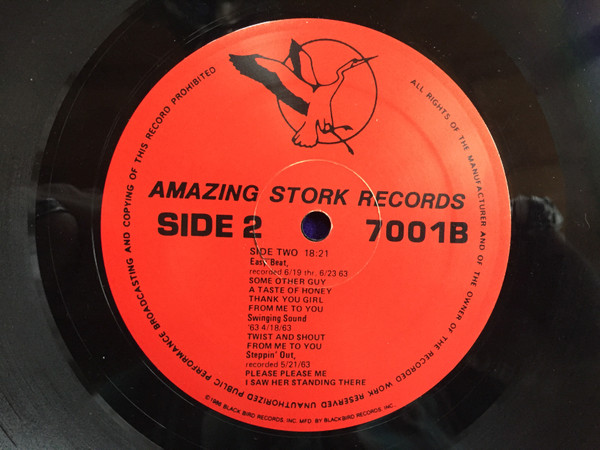 AMAZING STORK RECORDS
SIDE 2
7001B
SIDE TWO 18:21
Easy Beat,
recorded 6/19 thr. 6/23 63
SOME OTHER GUY
A TASTE OF HONEY
THANK YOU GIRL
FROM ME TO YOU
Swinging Sound
'63 4/18/63
TWIST AND SHOUT
FROM ME TO YOU
Steppin' Out,
recorded 5/21/63
PLEASE PLEASE ME
I SAW HER STANDING THERE
ALL RIGHTS OF THE MANUFACTURER AND OF THE OWNER OF THE RECORDED WORK RESERVED UNAUTHORIZED PUBLIC PERFORMANCE BROADCASTING AND COPYING OF THIS RECORD PROHIBITED
BLACK BIRD RECORDS, INC. MFG. BY BLACKBIRD RECORDS, INC.